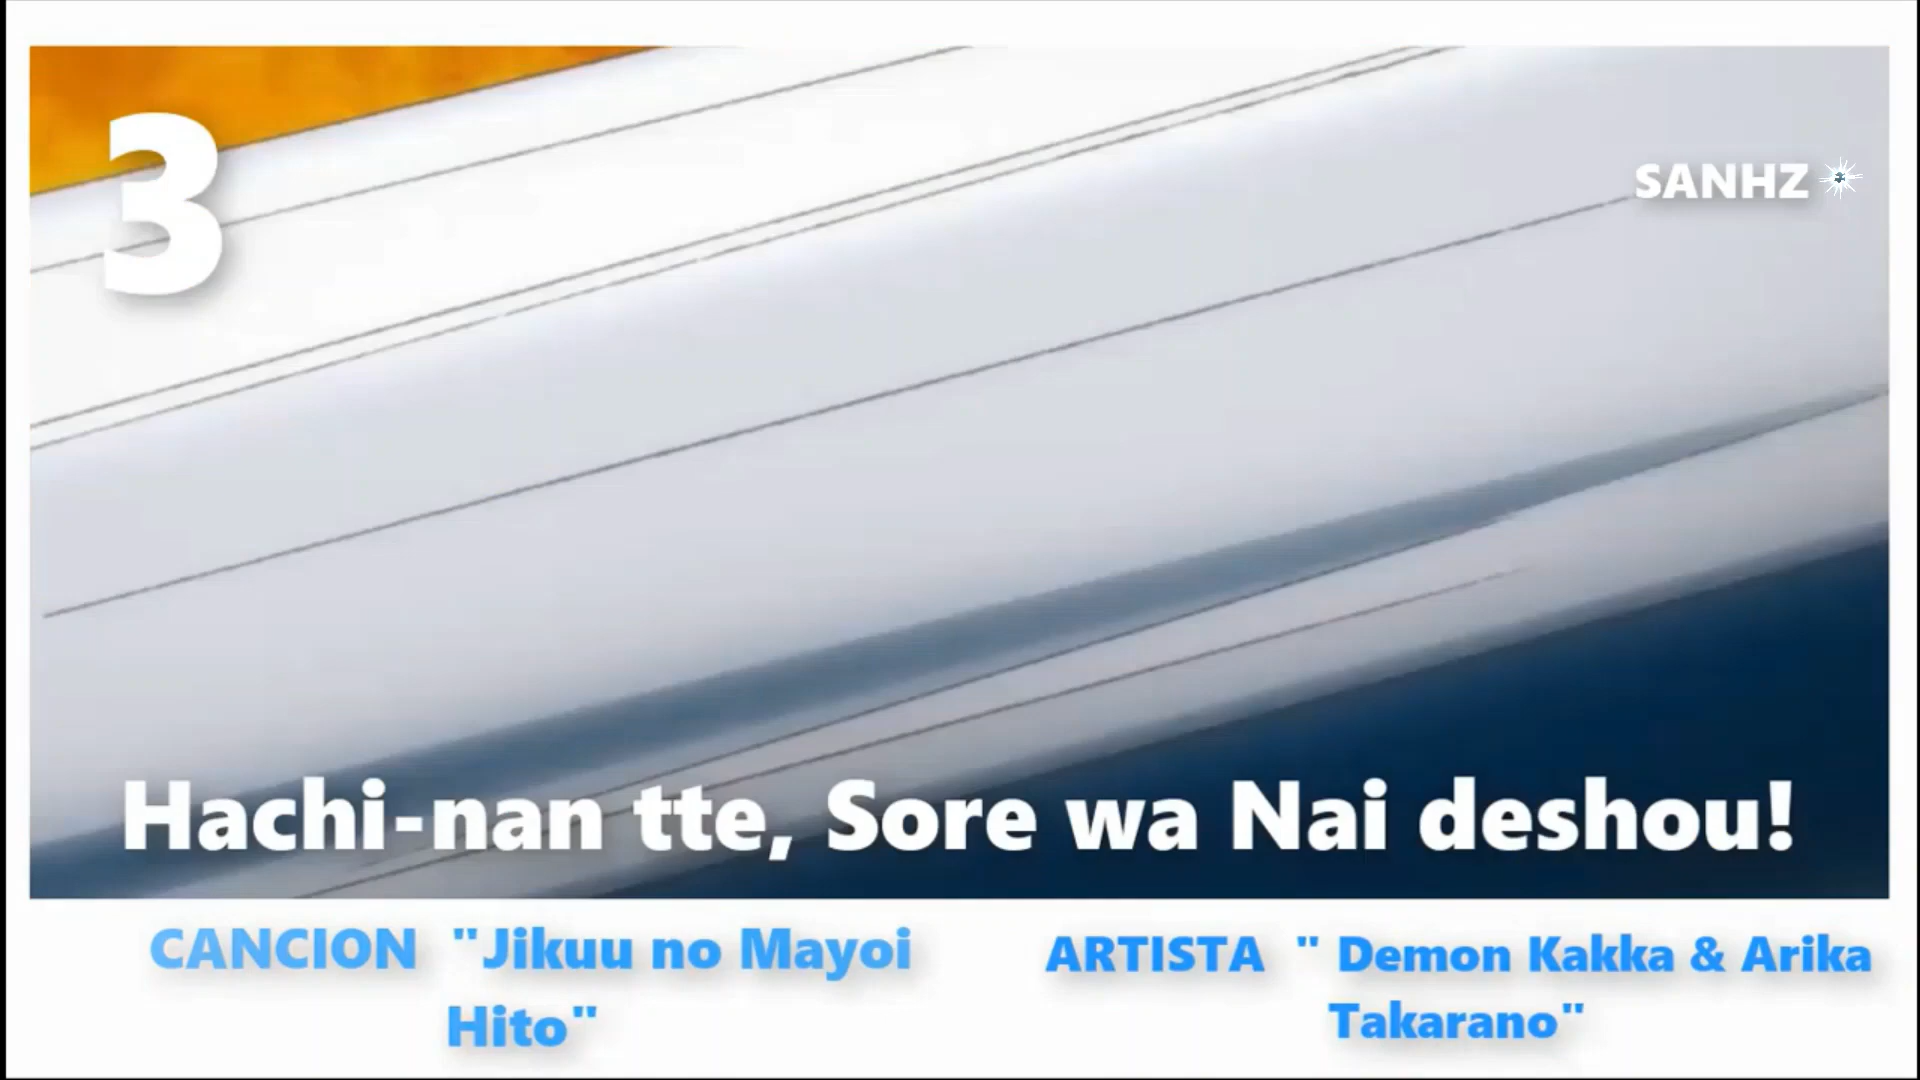 3
SANHZ
Hachi-nan tte, Sore wa Nai deshou!
CANCION "Jikuu no Mayoi
Hito"
ARTISTA " Demon Kakka & Arika
Takarano"